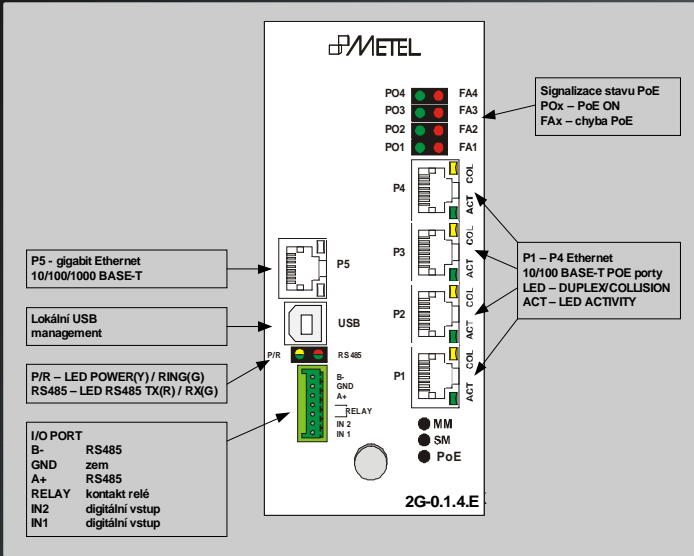 METEL
PO4 FA4
PO3 FA3
PO2 FA2
PO1 FA1
Signalizace stavu PoE
POx – PoE ON
FAx – chyba PoE
P4 COL ACT
P3 COL ACT
P2 COL ACT
P1 COL ACT
P1 – P4 Ethernet
10/100 BASE-T POE porty
LED – DUPLEX/COLLISION
ACT – LED ACTIVITY
P5 - gigabit Ethernet
10/100/1000 BASE-T
P5
Lokální USB
management
USB
P/R RS485
P/R – LED POWER(Y) / RING(G)
RS485 – LED RS485 TX(R) / RX(G)
B-
GND
A+
RELAY
IN 2
IN 1
I/O PORT
B- RS485
GND zem
A+ RS485
RELAY kontakt relé
IN2 digitální vstup
IN1 digitální vstup
MM
SM
PoE
2G-0.1.4.E